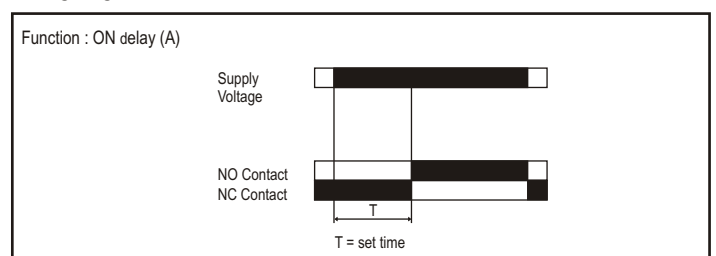 Function : ON delay (A)
Supply
Voltage
NO Contact
NC Contact
T
T = set time